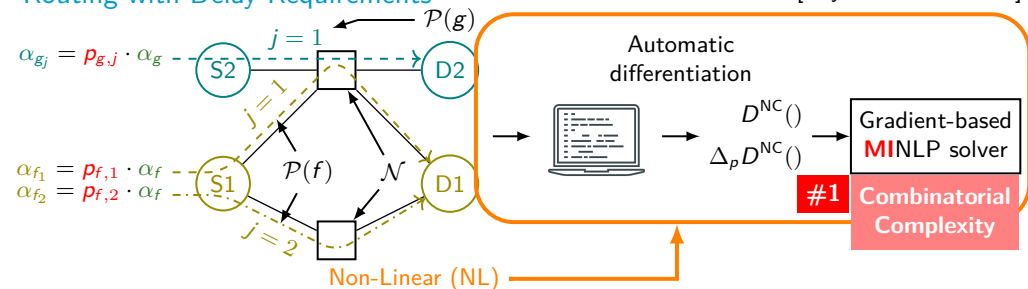 Routing with Delay Requirements
P(g)
j = 1
α_{g_j} = p_{g,j} · α_g
S2
D2
j=1
P(f)
N
α_{f_1} = p_{f,1} · α_f
α_{f_2} = p_{f,2} · α_f
S1
D1
j=2
Non-Linear (NL)
Automatic
differentiation
D^{NC}()
Δ_p D^{NC}()
Gradient-based
MINLP solver
#1
Combinatorial
Complexity